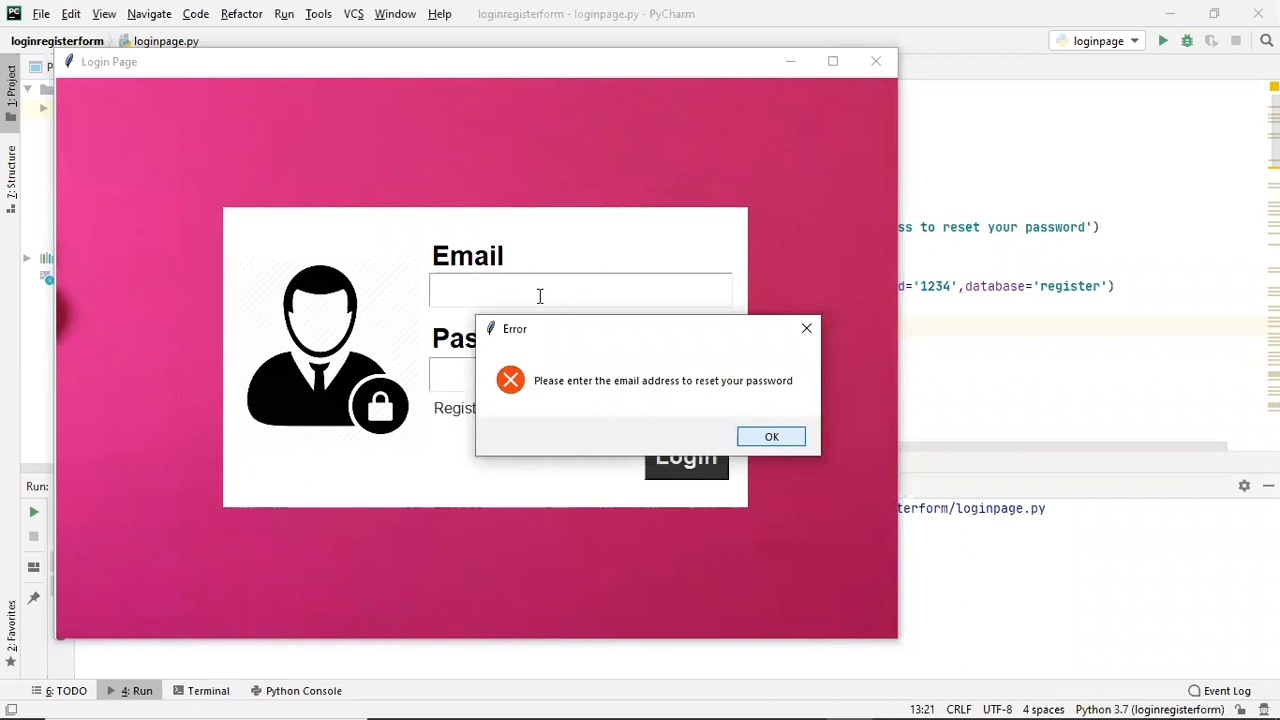 PC File Edit View Navigate Code Refactor Run Tools VCS Window Help loginregisterform - loginpage.py - PyCharm
loginregisterform loginpage.py loginpage
Login Page
1: Project
7: Structure
2: Favorites
ss to reset your password')
d='1234',database='register')
Email
Pas
Regist
Login
Error
Please enter the email address to reset your password
OK
Run:
terform/loginpage.py
6: TODO 4: Run Terminal Python Console Event Log
13:21 CRLF UTF-8 4 spaces Python 3.7 (loginregisterform)